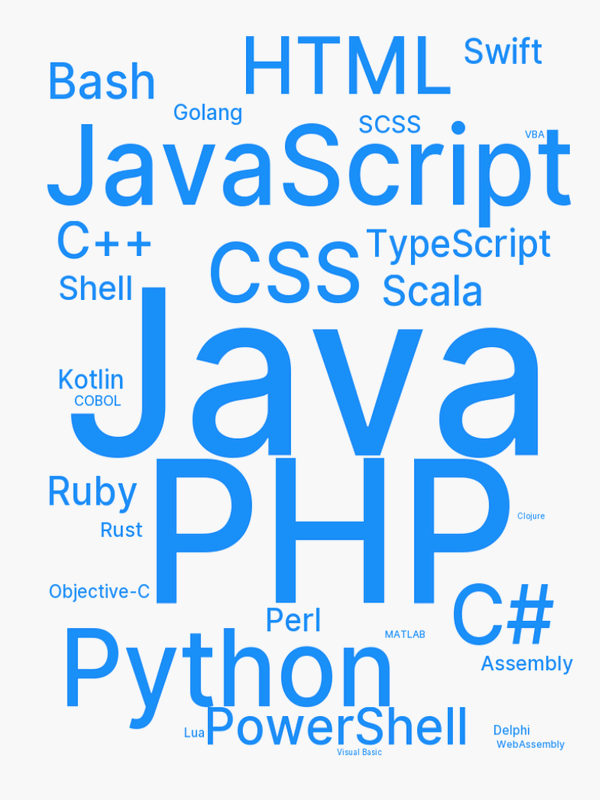 HTML
Swift
Bash
Golang
SCSS
VBA
JavaScript
C++
TypeScript
CSS
Shell
Scala
Java
Kotlin
COBOL
PHP
Ruby
Clojure
Rust
Objective-C
C#
Perl
MATLAB
Python
Assembly
PowerShell
Lua
Delphi
WebAssembly
Visual Basic